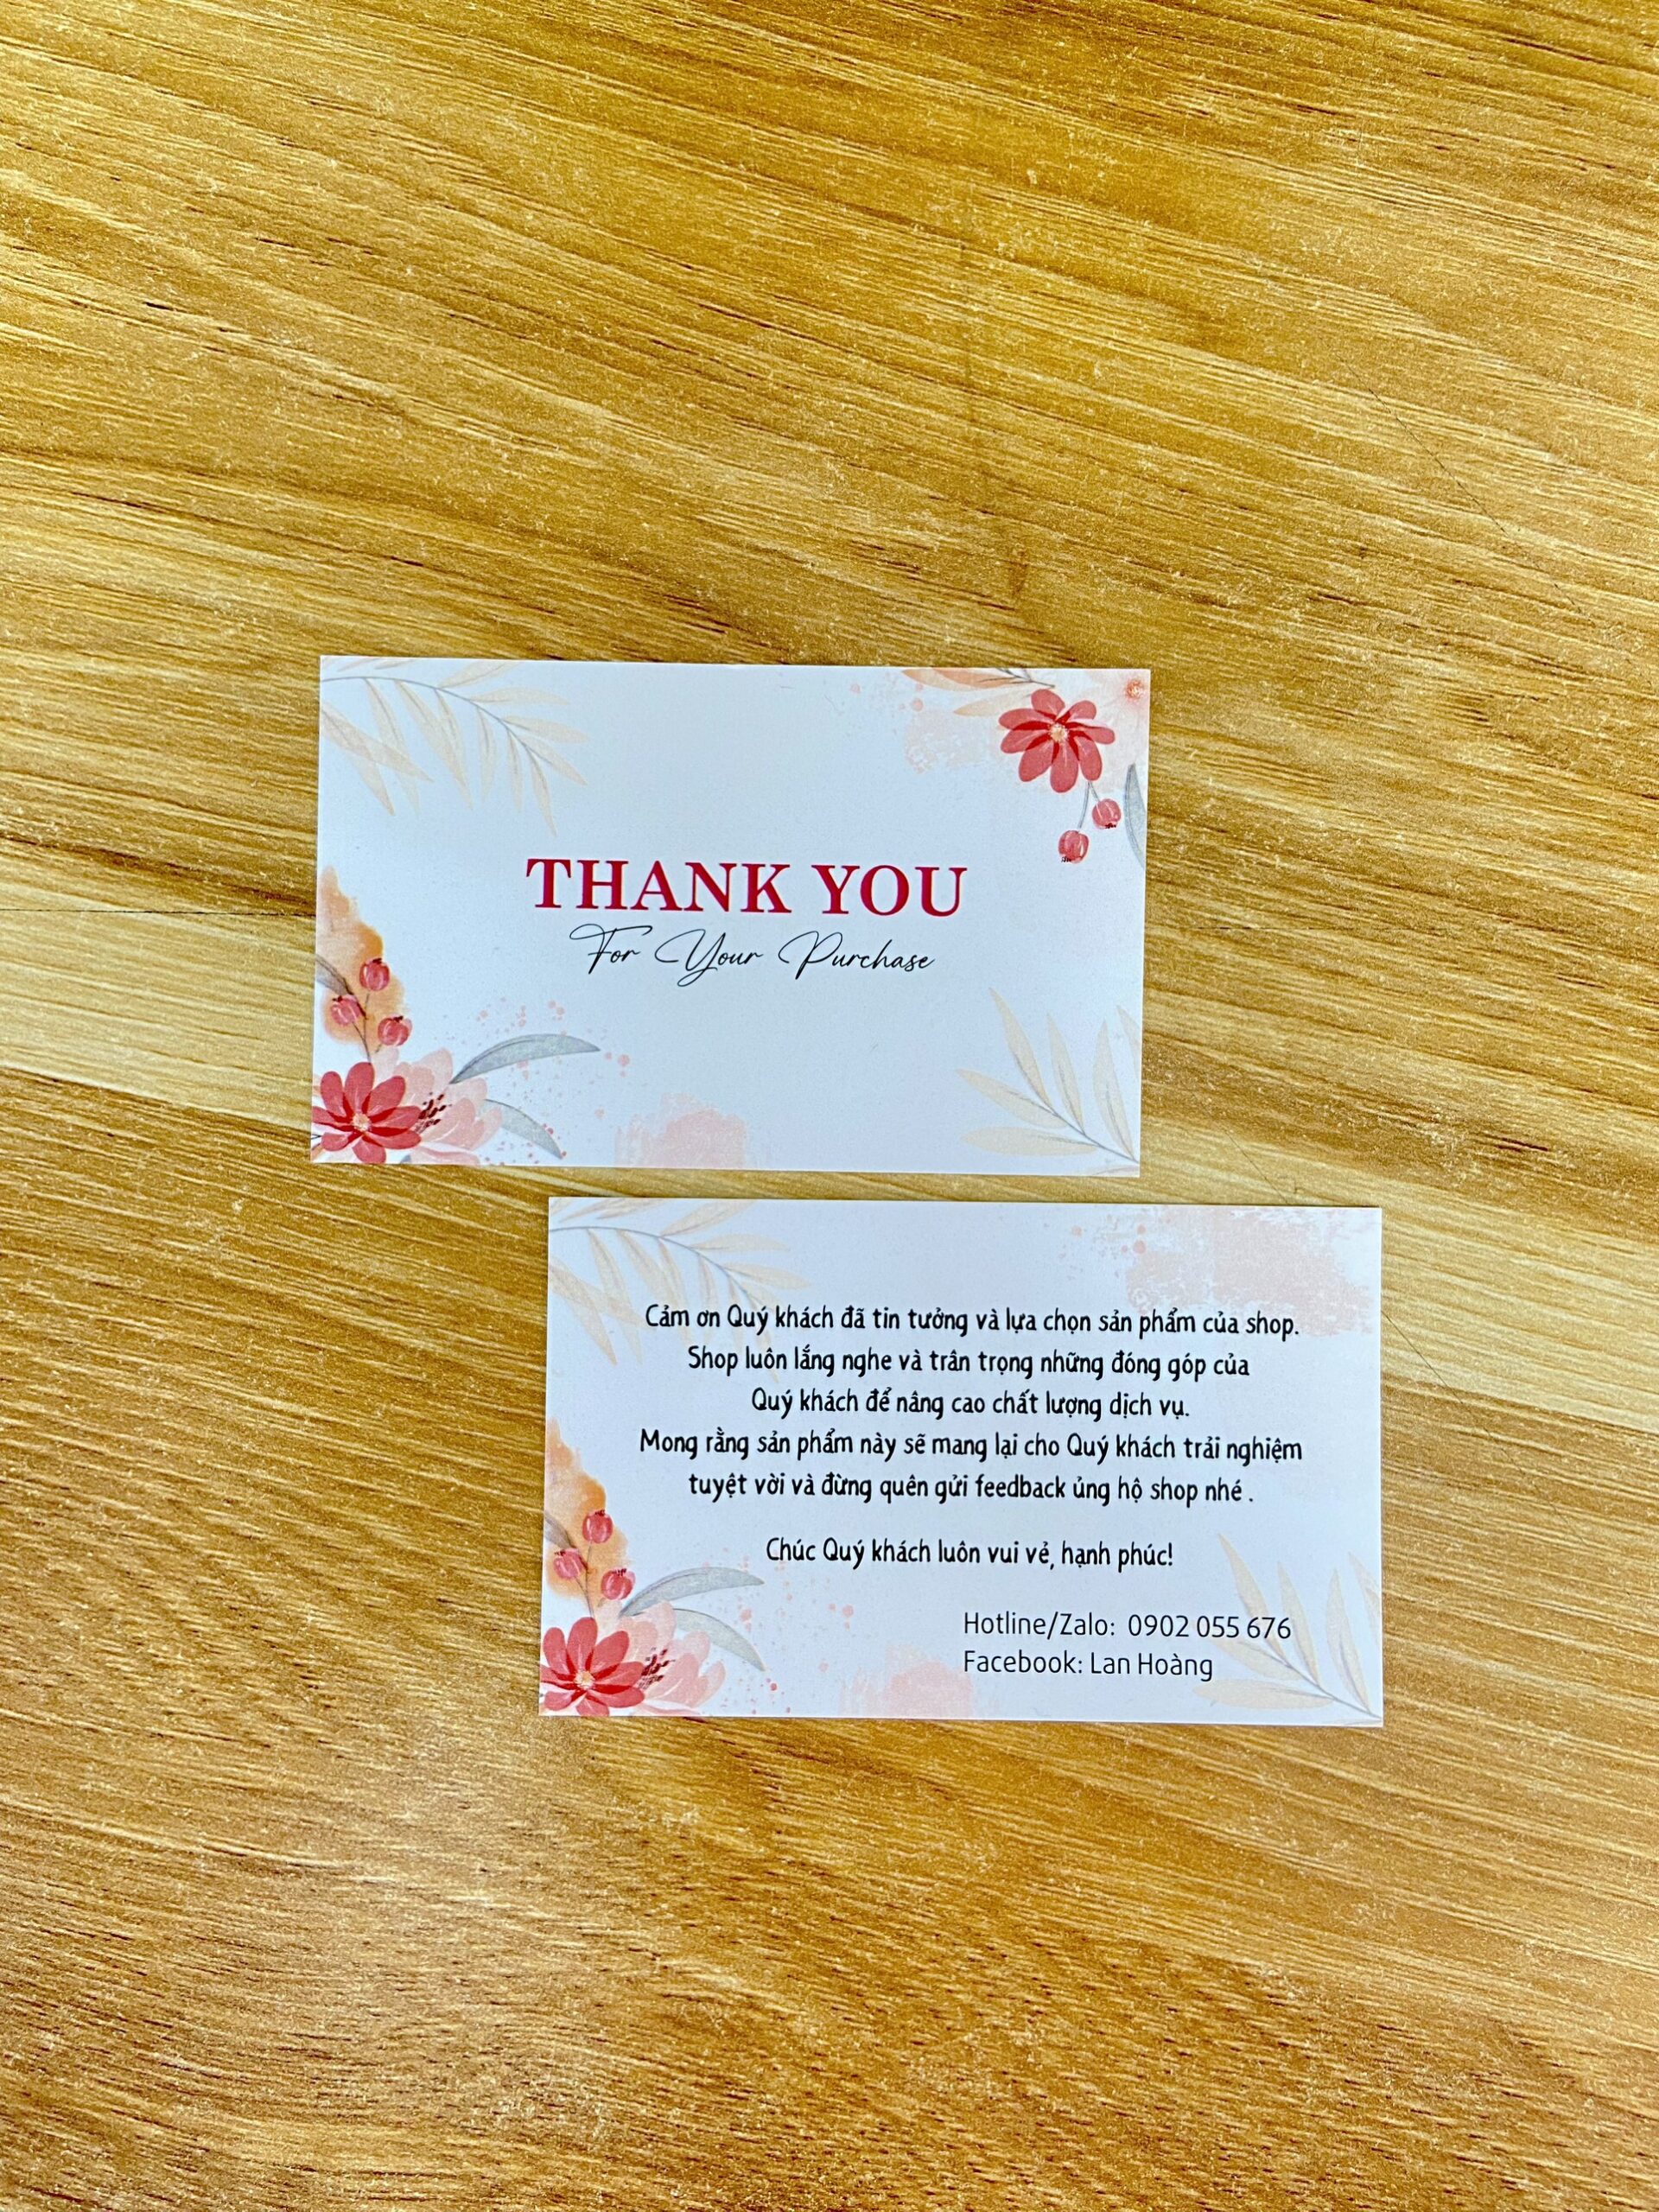 THANK YOU
For Your Purchase
Cảm ơn Quý khách đã tin tưởng và lựa chọn sản phẩm của shop.
Shop luôn lắng nghe và trân trọng những đóng góp của
Quý khách để nâng cao chất lượng dịch vụ.
Mong rằng sản phẩm này sẽ mang lại cho Quý khách trải nghiệm
tuyệt vời và đừng quên gửi feedback ủng hộ shop nhé .
Chúc Quý khách luôn vui vẻ, hạnh phúc!
Hotline/Zalo: 0902 055 676
Facebook: Lan Hoàng